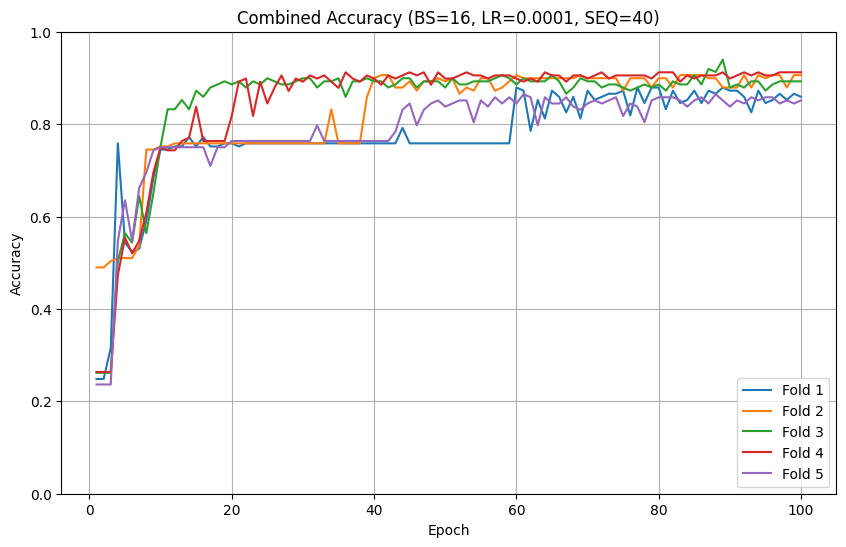 Combined Accuracy (BS=16, LR=0.0001, SEQ=40)
1.0
0.8
0.6
0.4
0.2
0.0
Accuracy
0 20 40 60 80 100
Epoch
Fold 1
Fold 2
Fold 3
Fold 4
Fold 5